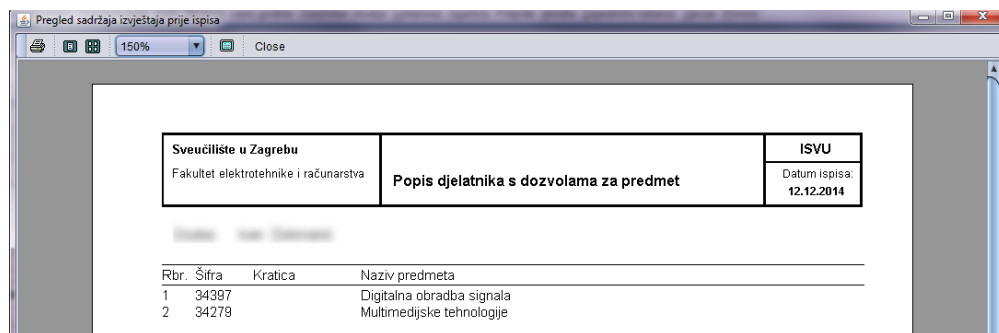 Pregled sadržaja izvještaja prije ispisa
150% Close
Sveučilište u Zagrebu
Fakultet elektrotehnike i računarstva
Popis djelatnika s dozvolama za predmet
ISVU
Datum ispisa:
12.12.2014
Rbr. Šifra Kratica Naziv predmeta
1 34397 Digitalna obradba signala
2 34279 Multimedijske tehnologije